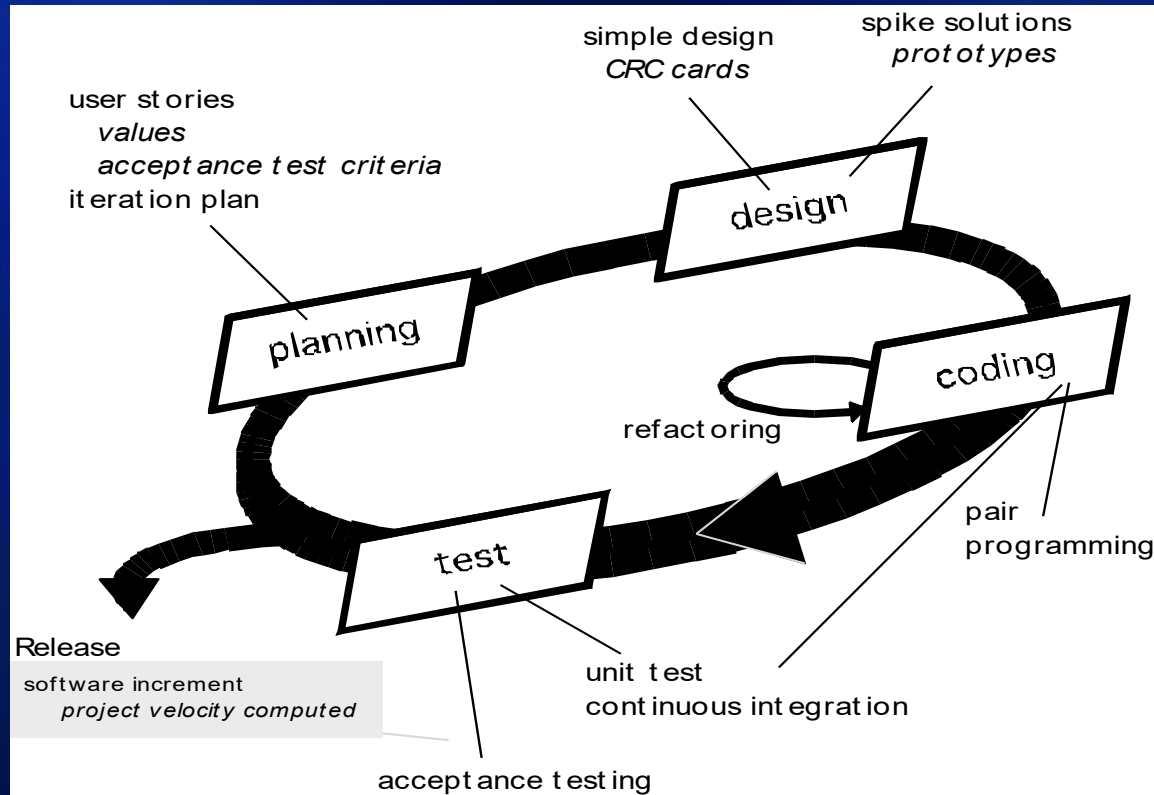 simple design
CRC cards
spike solutions
prototypes
user stories
values
acceptance test criteria
iteration plan
design
planning
coding
refactoring
test
pair
programming
Release
software increment
project velocity computed
unit test
continuous integration
acceptance testing